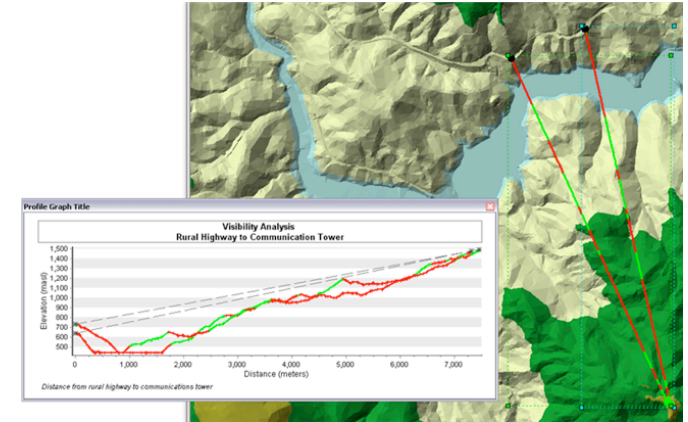 Profile Graph Title
Visibility Analysis
Rural Highway to Communication Tower
1,500
1,400
1,300
1,200
1,100
1,000
900
800
700
600
500
Elevation (masl)
0 1,000 2,000 3,000 4,000 5,000 6,000 7,000
Distance (meters)
Distance from rural highway to communications tower